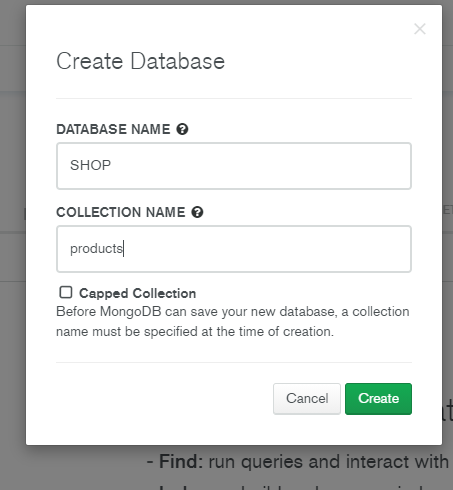 Create Database
DATABASE NAME
SHOP
COLLECTION NAME
products
Capped Collection
Before MongoDB can save your new database, a collection
name must be specified at the time of creation.
Cancel Create
- Find: run queries and interact with